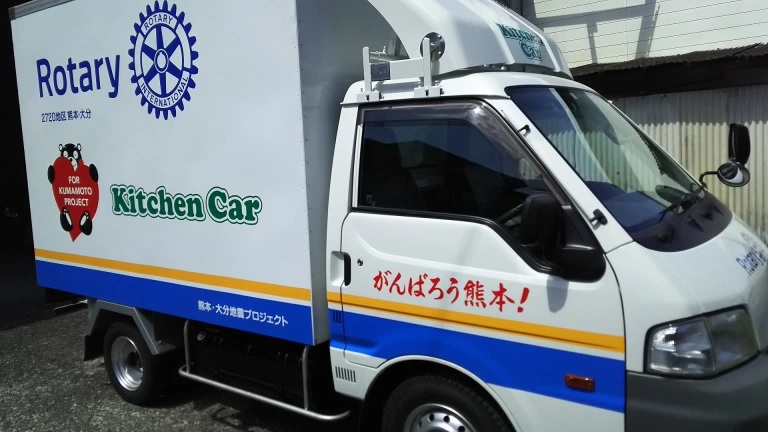 Rotary
ROTARY
INTERNATIONAL
2720地区 熊本・大分
FOR
KUMAMOTO
PROJECT
Kitchen Car
熊本・大分地震プロジェクト
Kitchen
Car
がんばろう熊本!
Rotary